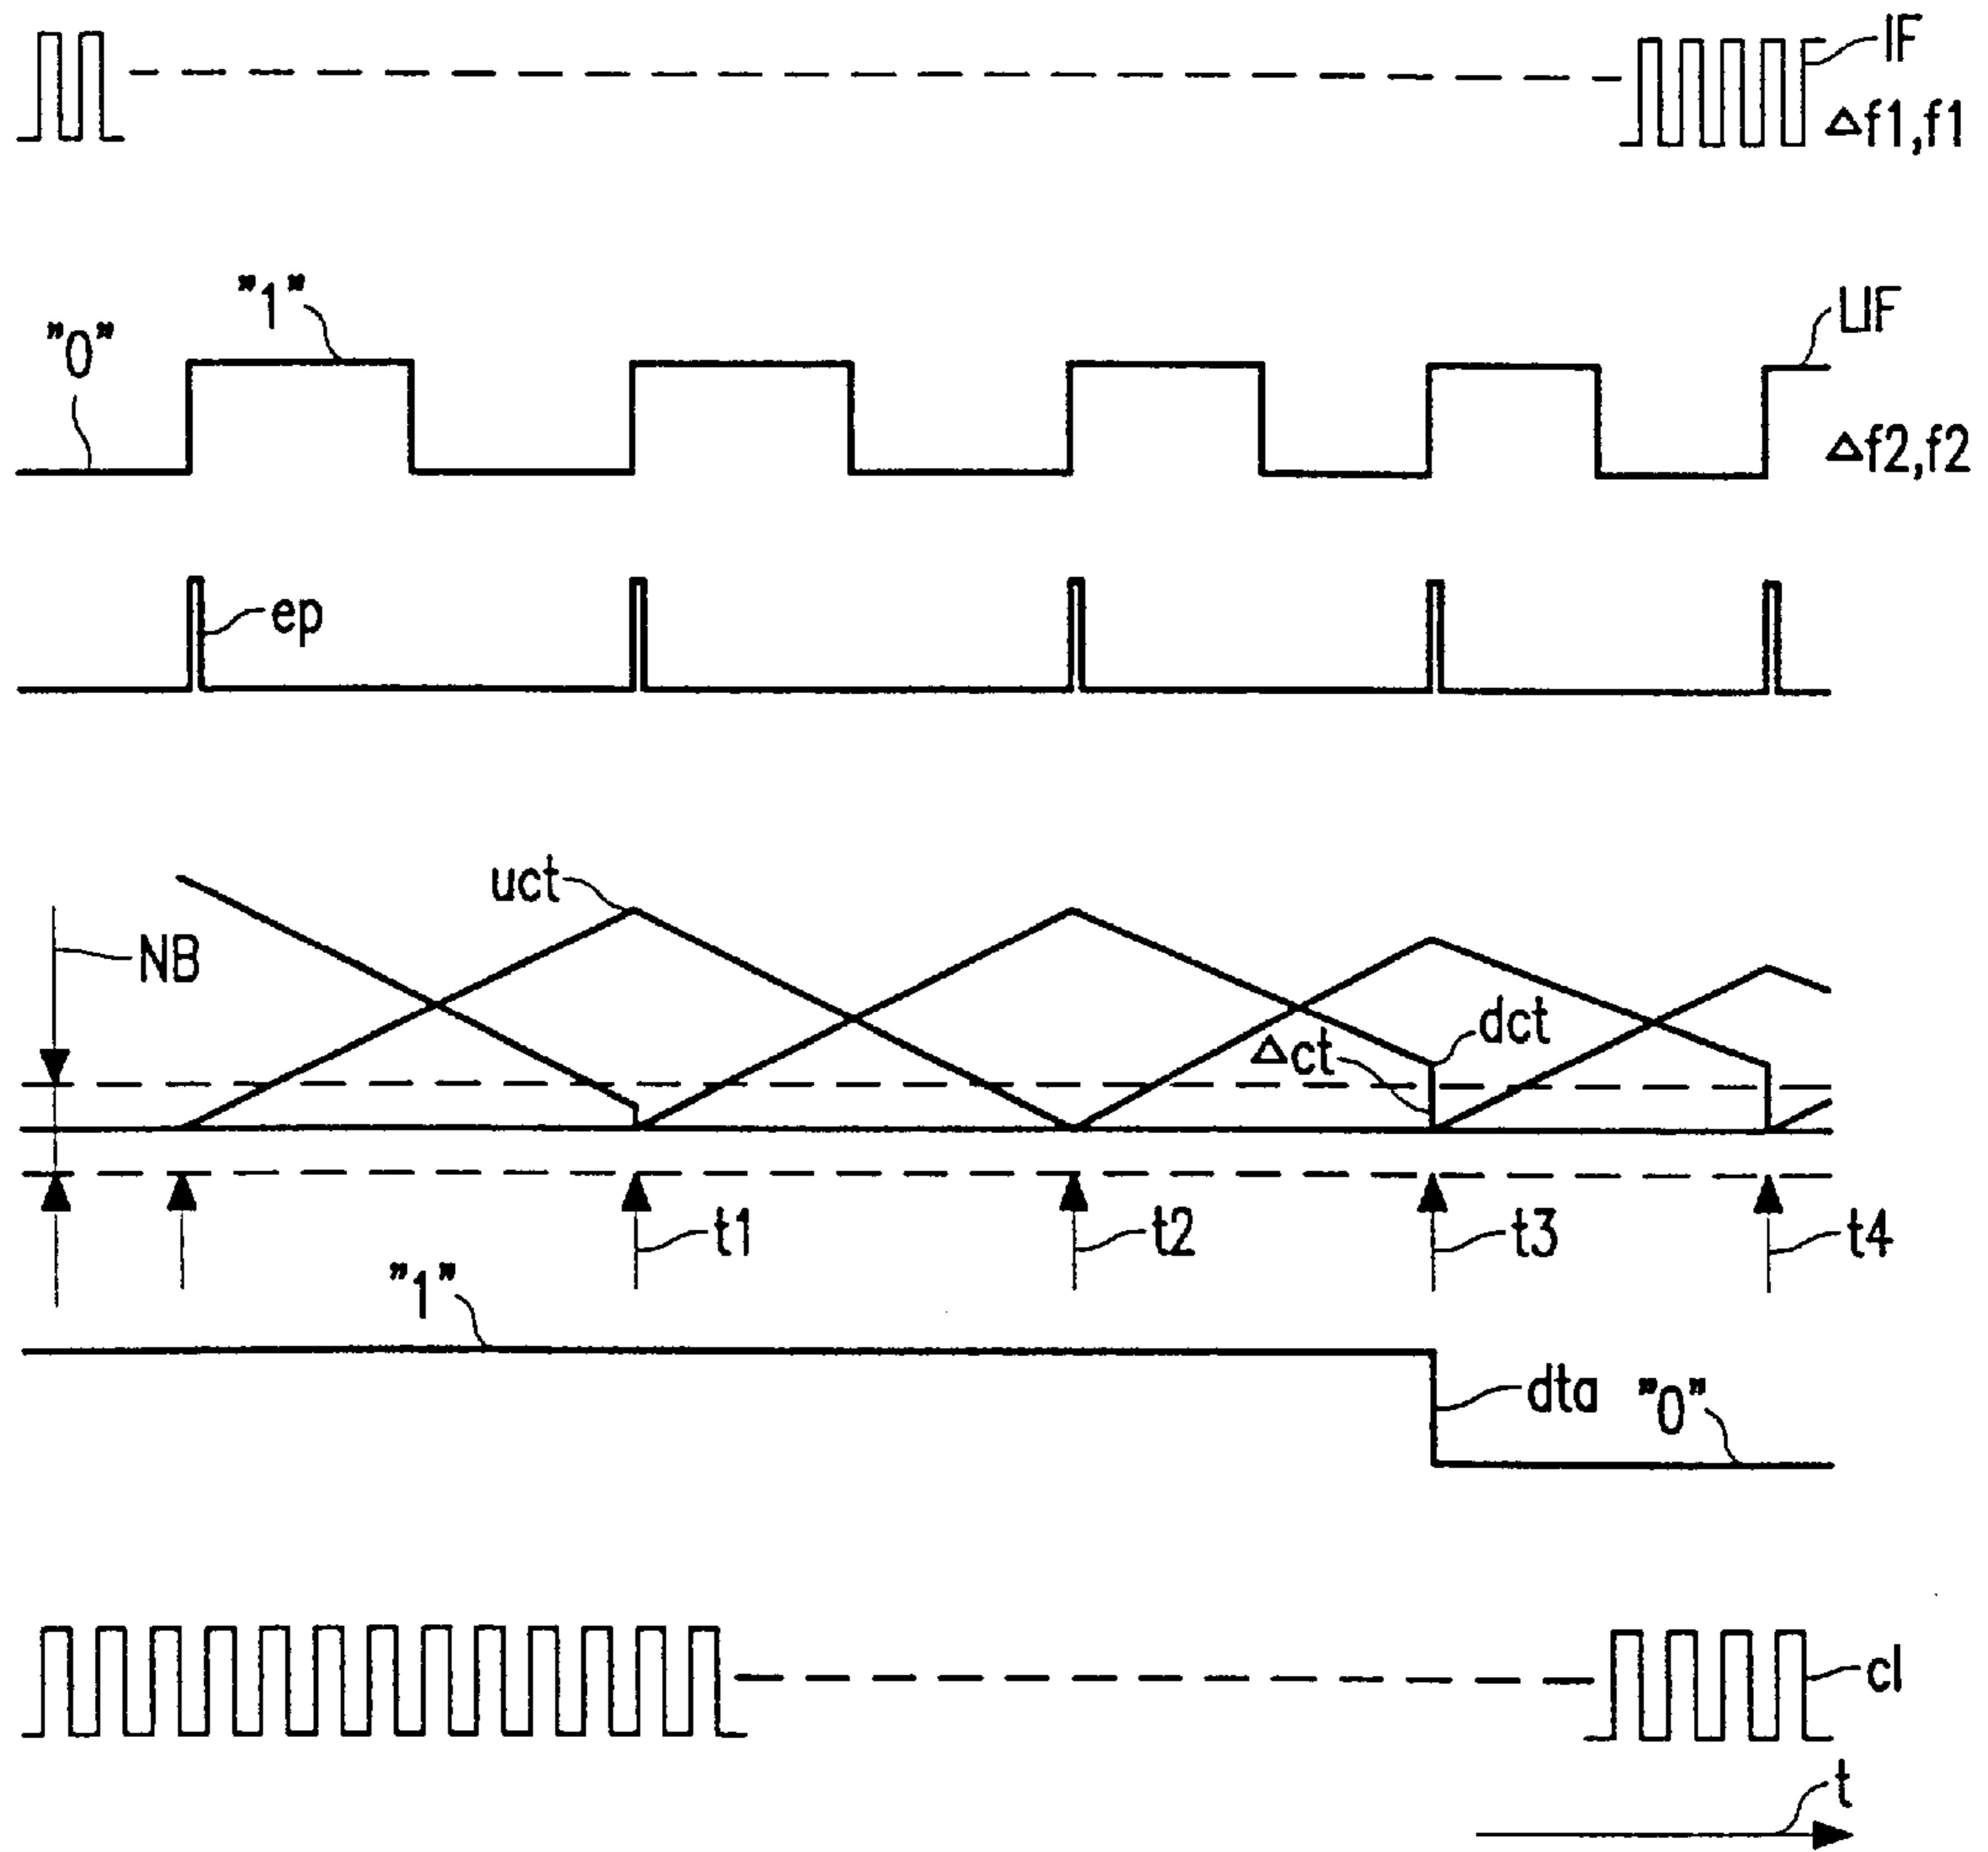 IF
Δf1,f1
"1"
"0"
LIF
Δf2,f2
ep
uct
NB
dct
Δct
t1
t2
t3
t4
"1"
dta
"0"
cl
t